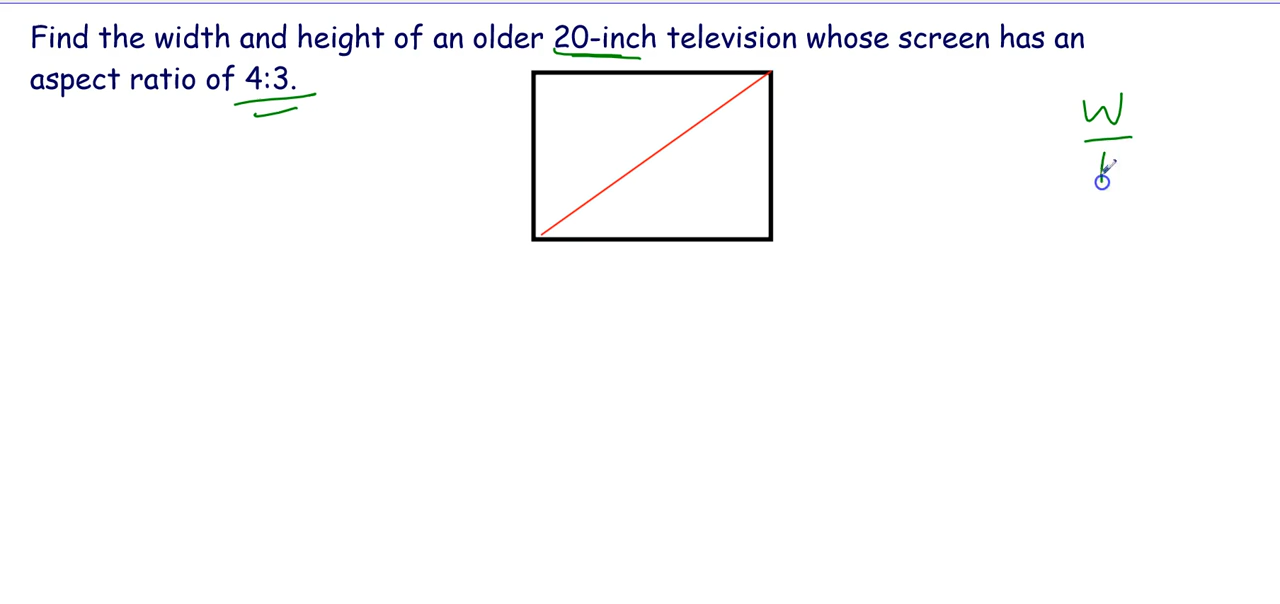 Find the width and height of an older 20-inch television whose screen has an
aspect ratio of 4:3.
W